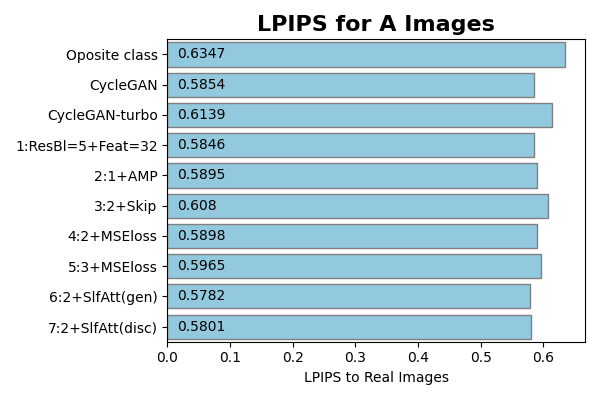 LPIPS for A Images
Oposite class 0.6347
CycleGAN 0.5854
CycleGAN-turbo 0.6139
1:ResBl=5+Feat=32 0.5846
2:1+AMP 0.5895
3:2+Skip 0.608
4:2+MSEloss 0.5898
5:3+MSEloss 0.5965
6:2+SlfAtt(gen) 0.5782
7:2+SlfAtt(disc) 0.5801
0.0 0.1 0.2 0.3 0.4 0.5 0.6
LPIPS to Real Images